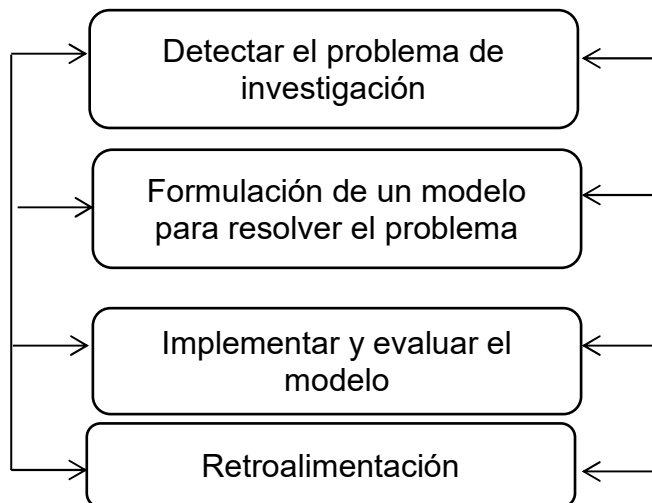 Detectar el problema de
investigación
Formulación de un modelo
para resolver el problema
Implementar y evaluar el
modelo
Retroalimentación